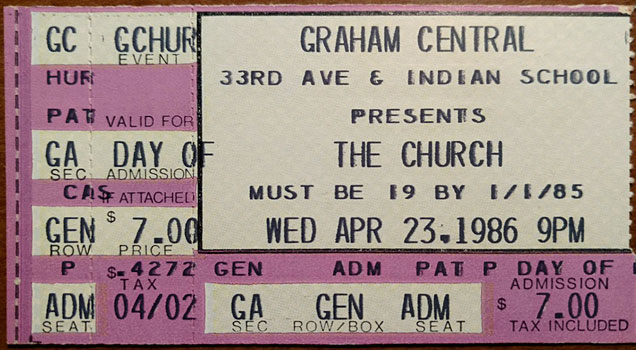 GC GCHUR
EVENT
HUR
PAT VALID FOR
GA DAY OF
SEC ADMISSION
CAS IF ATTACHED
GEN $ 7.00
ROW PRICE
P $.4272
TAX
ADM 04/02
SEAT
GRAHAM CENTRAL
33RD AVE & INDIAN SCHOOL
PRESENTS
THE CHURCH
MUST BE 19 BY 1/1/85
WED APR 23.1986 9PM
GEN ADM PAT P DAY OF
ADMISSION
GA GEN ADM $ 7.00
SEC ROW/BOX SEAT TAX INCLUDED